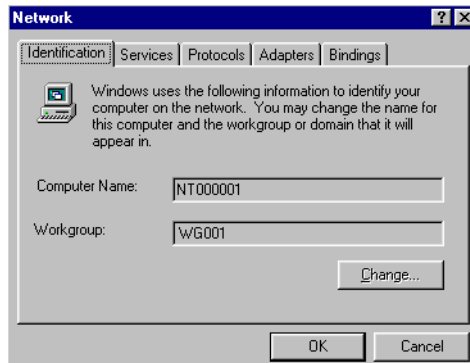 Network
Identification Services Protocols Adapters Bindings
Windows uses the following information to identify your
computer on the network. You may change the name for
this computer and the workgroup or domain that it will
appear in.
Computer Name: NT000001
Workgroup: WG001
Change...
OK Cancel